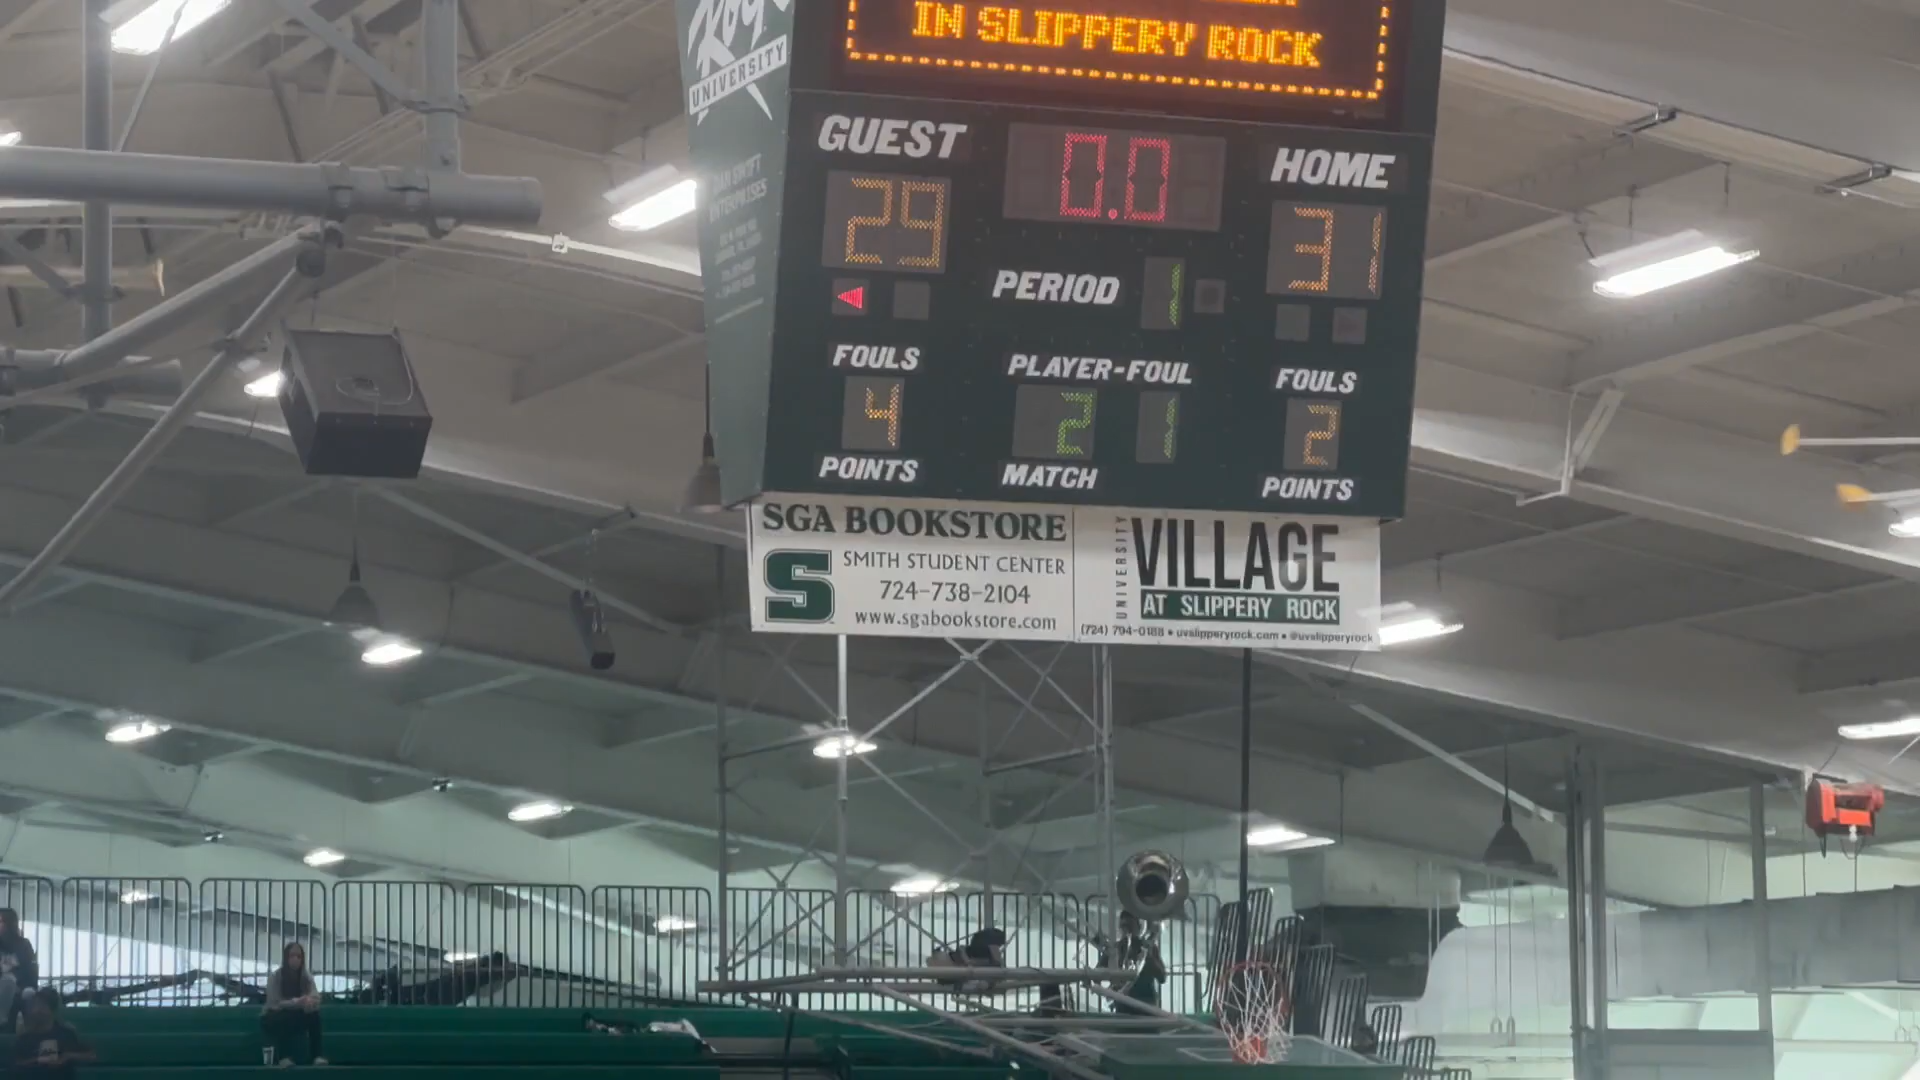 IN SLIPPERY ROCK
Rock
UNIVERSITY
GUEST
0.0
HOME
29
31
PERIOD 1
FOULS
PLAYER-FOUL
FOULS
4
2 1
2
POINTS
MATCH
POINTS
SGA BOOKSTORE
S
SMITH STUDENT CENTER
724-738-2104
www.sgabookstore.com
UNIVERSITY
VILLAGE
AT SLIPPERY ROCK
(724) 794-0188 • uvslipperyrock.com • @uvslipperyrock